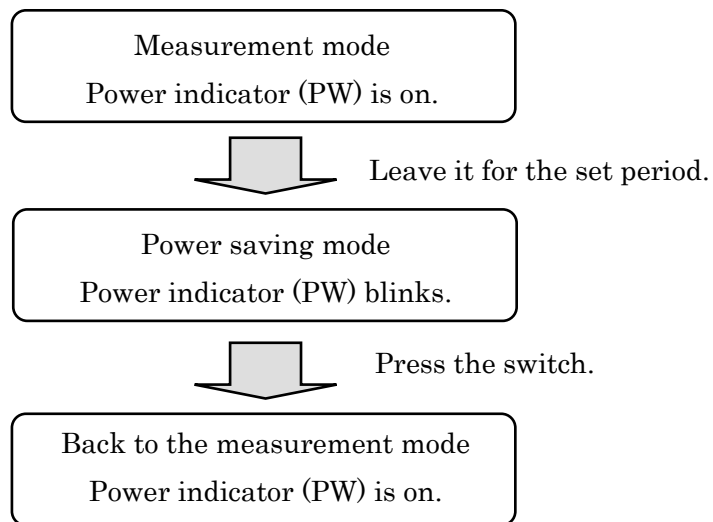 Measurement mode
Power indicator (PW) is on.
Leave it for the set period.
Power saving mode
Power indicator (PW) blinks.
Press the switch.
Back to the measurement mode
Power indicator (PW) is on.